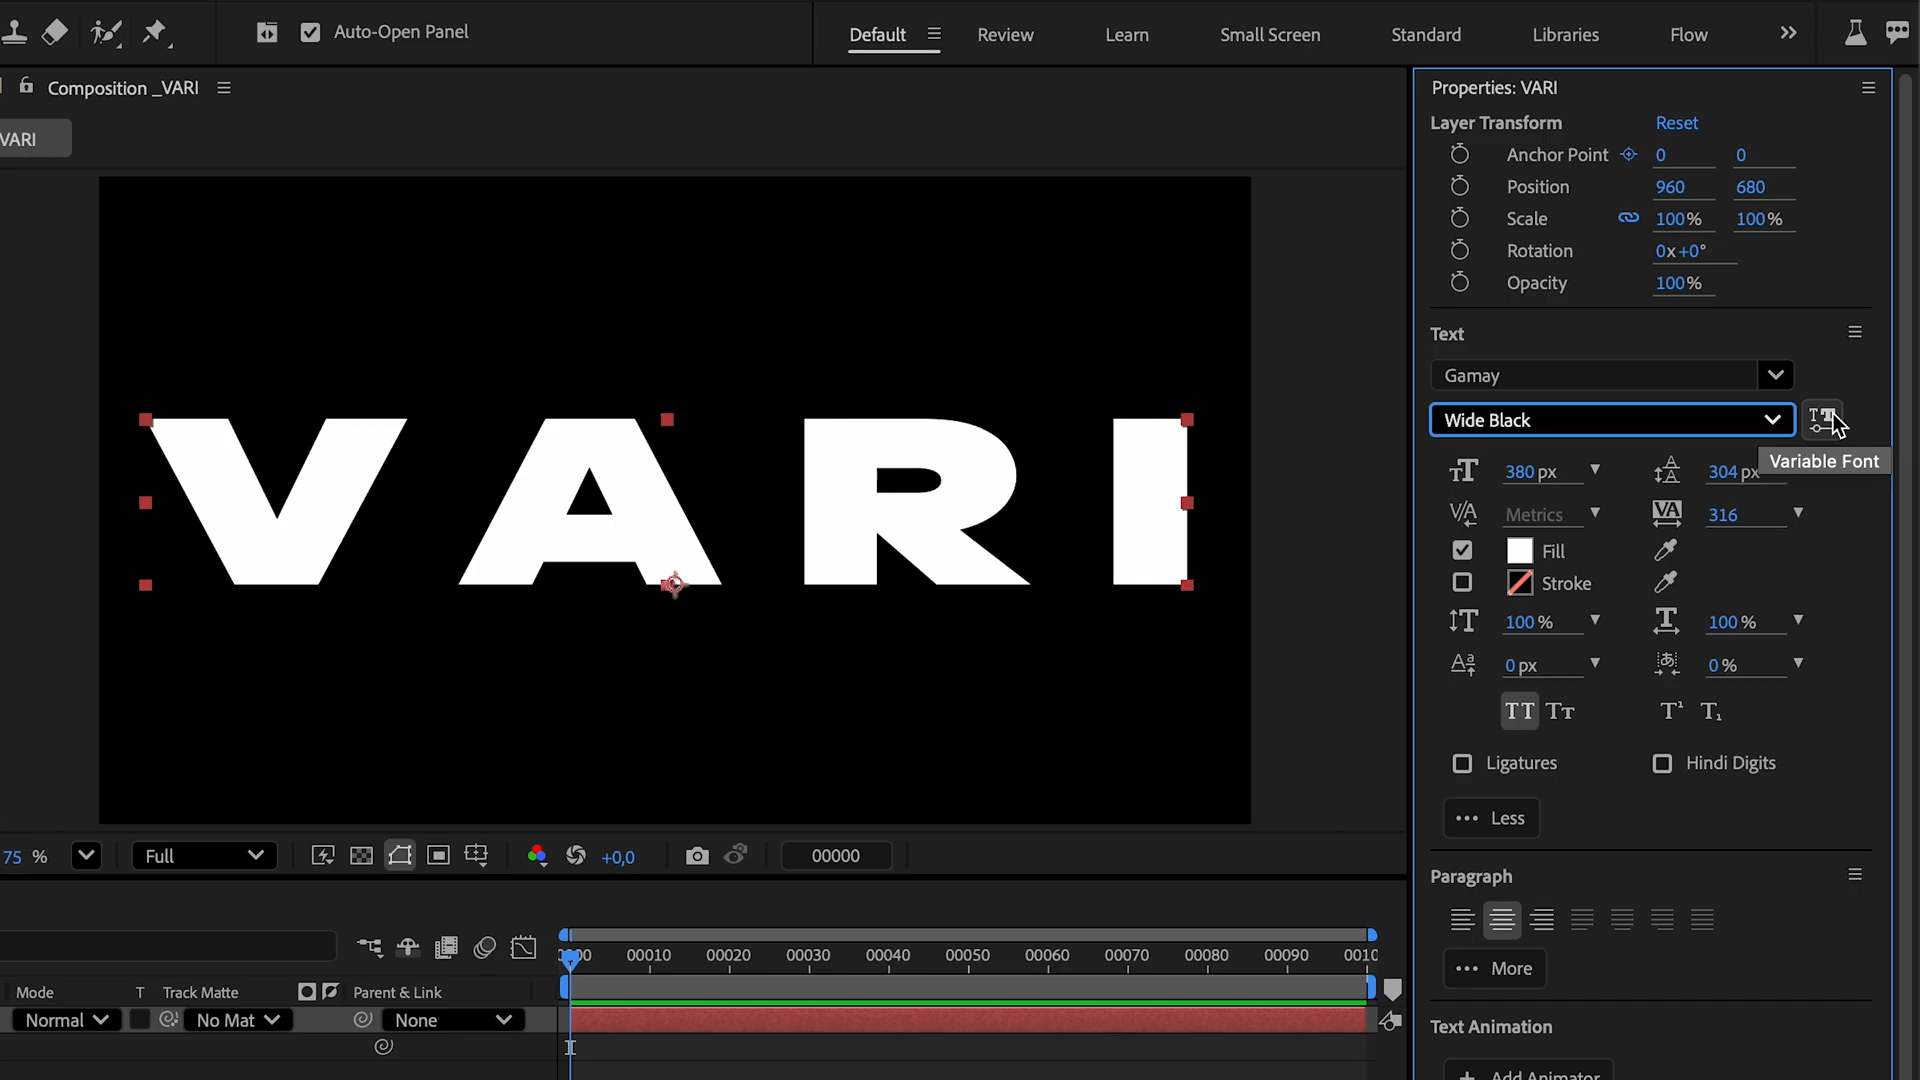 Auto-Open Panel
Default
Review
Learn
Small Screen
Standard
Libraries
Flow
Composition _VARI
VARI
VARI
Properties: VARI
Layer Transform Reset
Anchor Point 0 0
Position 960 680
Scale 100% 100%
Rotation 0x+0°
Opacity 100%
Text
Gamay
Wide Black
Variable Font
380 px 304 px
Metrics 316
Fill
Stroke
100% 100%
0 px 0%
Ligatures Hindi Digits
Less
Paragraph
More
Text Animation
+ Add Animator
75 % Full +0,0 00000
00010 00020 00030 00040 00050 00060 00070 00080 00090 0010
Mode T Track Matte Parent & Link
Normal No Mat None